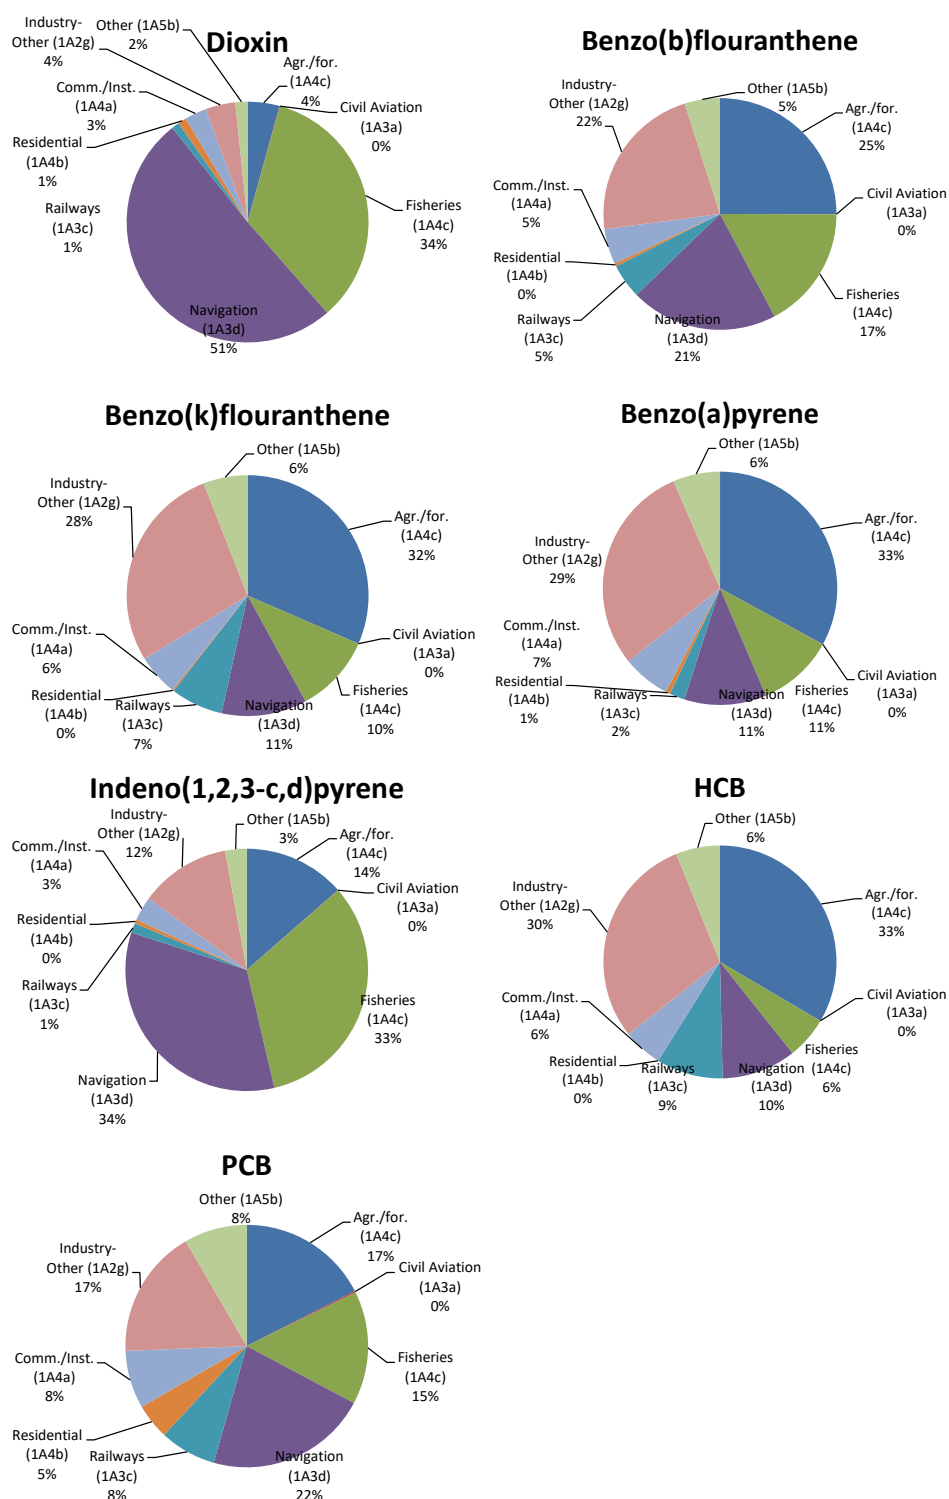 Dioxin
Industry-
Other (1A2g)
4%
Other (1A5b)
2%
Agr./for.
(1A4c)
4%
Civil Aviation
(1A3a)
0%
Comm./Inst.
(1A4a)
3%
Residential
(1A4b)
1%
Railways
(1A3c)
1%
Fisheries
(1A4c)
34%
Navigation
(1A3d)
51%
Benzo(b)flouranthene
Industry-
Other (1A2g)
22%
Other (1A5b)
5%
Agr./for.
(1A4c)
25%
Comm./Inst.
(1A4a)
5%
Civil Aviation
(1A3a)
0%
Residential
(1A4b)
0%
Railways
(1A3c)
5%
Navigation
(1A3d)
21%
Fisheries
(1A4c)
17%
Benzo(k)flouranthene
Other (1A5b)
6%
Industry-
Other (1A2g)
28%
Agr./for.
(1A4c)
32%
Comm./Inst.
(1A4a)
6%
Civil Aviation
(1A3a)
0%
Residential
(1A4b)
0%
Railways
(1A3c)
7%
Navigation
(1A3d)
11%
Fisheries
(1A4c)
10%
Benzo(a)pyrene
Other (1A5b)
6%
Agr./for.
(1A4c)
33%
Industry-
Other (1A2g)
29%
Comm./Inst.
(1A4a)
7%
Residential
(1A4b)
1%
Railways
(1A3c)
2%
Navigation
(1A3d)
11%
Fisheries
(1A4c)
11%
Civil Aviation
(1A3a)
0%
Indeno(1,2,3-c,d)pyrene
Industry-
Other (1A2g)
12%
Other (1A5b)
3%
Agr./for.
(1A4c)
14%
Comm./Inst.
(1A4a)
3%
Civil Aviation
(1A3a)
0%
Residential
(1A4b)
0%
Railways
(1A3c)
1%
Fisheries
(1A4c)
33%
Navigation
(1A3d)
34%
HCB
Other (1A5b)
6%
Industry-
Other (1A2g)
30%
Agr./for.
(1A4c)
33%
Comm./Inst.
(1A4a)
6%
Civil Aviation
(1A3a)
0%
Residential
(1A4b)
0%
Railways
(1A3c)
9%
Navigation
(1A3d)
10%
Fisheries
(1A4c)
6%
PCB
Other (1A5b)
8%
Agr./for.
(1A4c)
17%
Industry-
Other (1A2g)
17%
Civil Aviation
(1A3a)
0%
Comm./Inst.
(1A4a)
8%
Fisheries
(1A4c)
15%
Residential
(1A4b)
5%
Railways
(1A3c)
8%
Navigation
(1A3d)
22%